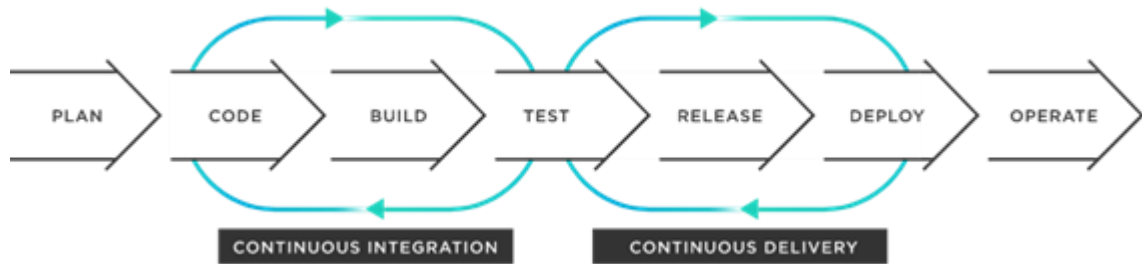 PLAN
CODE
BUILD
TEST
RELEASE
DEPLOY
OPERATE
CONTINUOUS INTEGRATION
CONTINUOUS DELIVERY